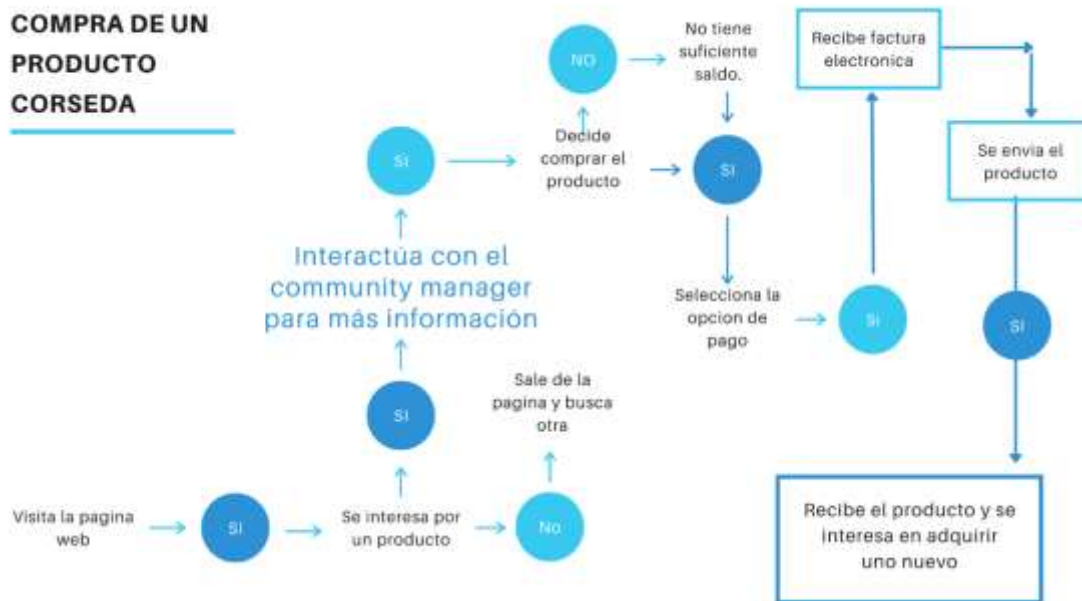 COMPRA DE UN
PRODUCTO
CORSEDA
NO
No tiene
suficiente
saldo.
Recibe factura
electronica
SI
Decide
comprar el
producto
SI
Se envia el
producto
Interactúa con el
community manager
para más información
Selecciona la
opcion de
pago
Si
SI
SI
Sale de la
pagina y busca
otra
Visita la pagina
web
SI
Se interesa por
un producto
No
Recibe el producto y se
interesa en adquirir
uno nuevo